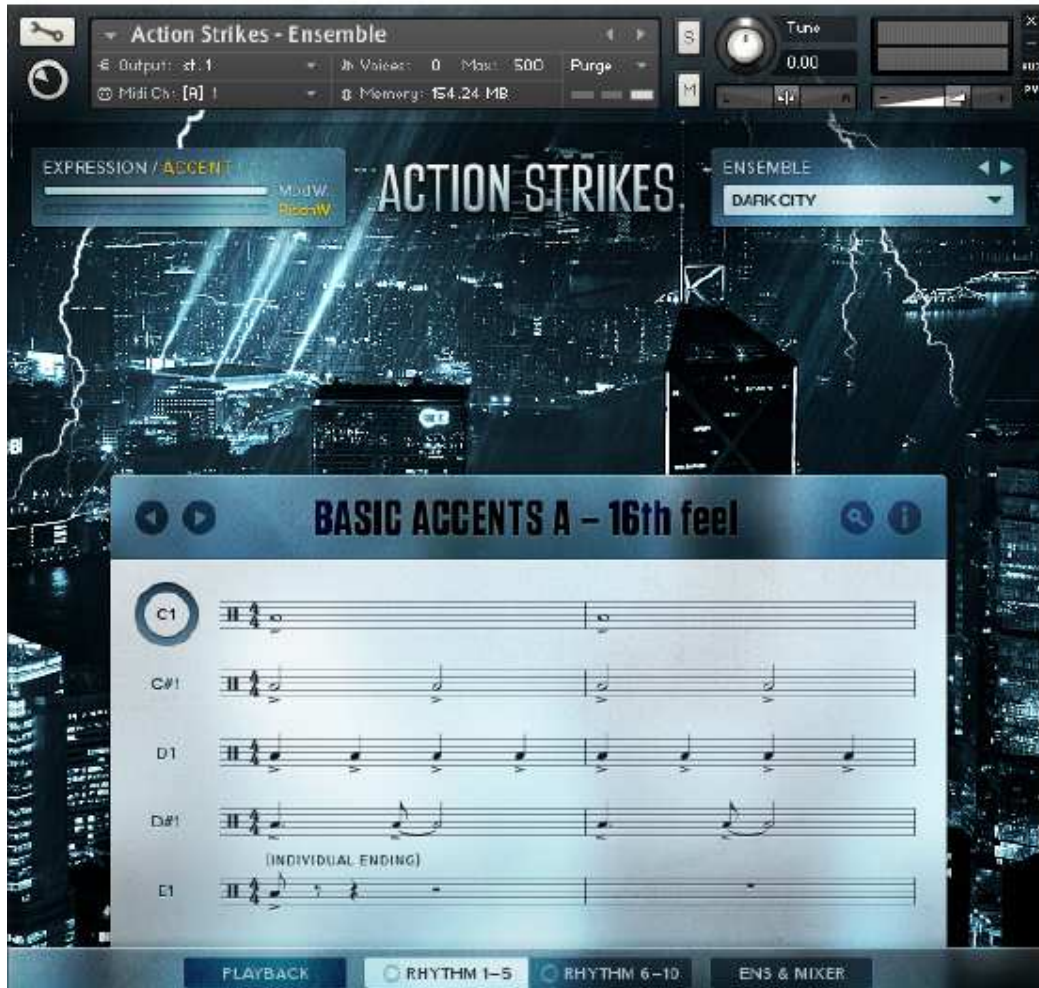 Action Strikes - Ensemble
S
Tune
X
Output: st. 1
Voices: 0 Max: 500 Purge
0.00
Midi Ch: [A] 1
Memory: 154.24 MB
M
L R
- +
EXPRESSION / ACCENT
ModW.
PitchW
ACTION STRIKES
ENSEMBLE
DARK CITY
BASIC ACCENTS A – 16th feel
C1
C#1
D1
D#1
(INDIVIDUAL ENDING)
E1
PLAYBACK
RHYTHM 1–5
RHYTHM 6–10
ENS & MIXER